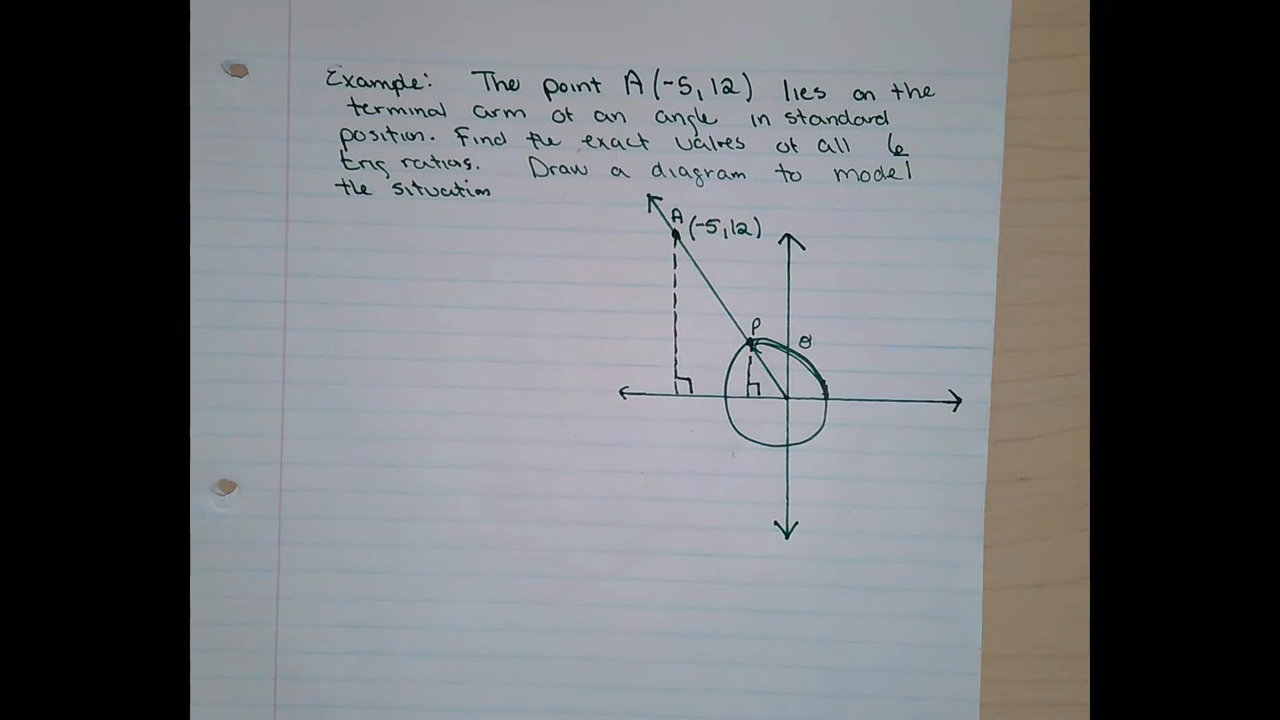 Example: The point A(-5,12) lies on the
terminal arm of an angle in standard
position. Find the exact values of all 6
trig ratios. Draw a diagram to model
the situation
A(-5,12)
P
θ